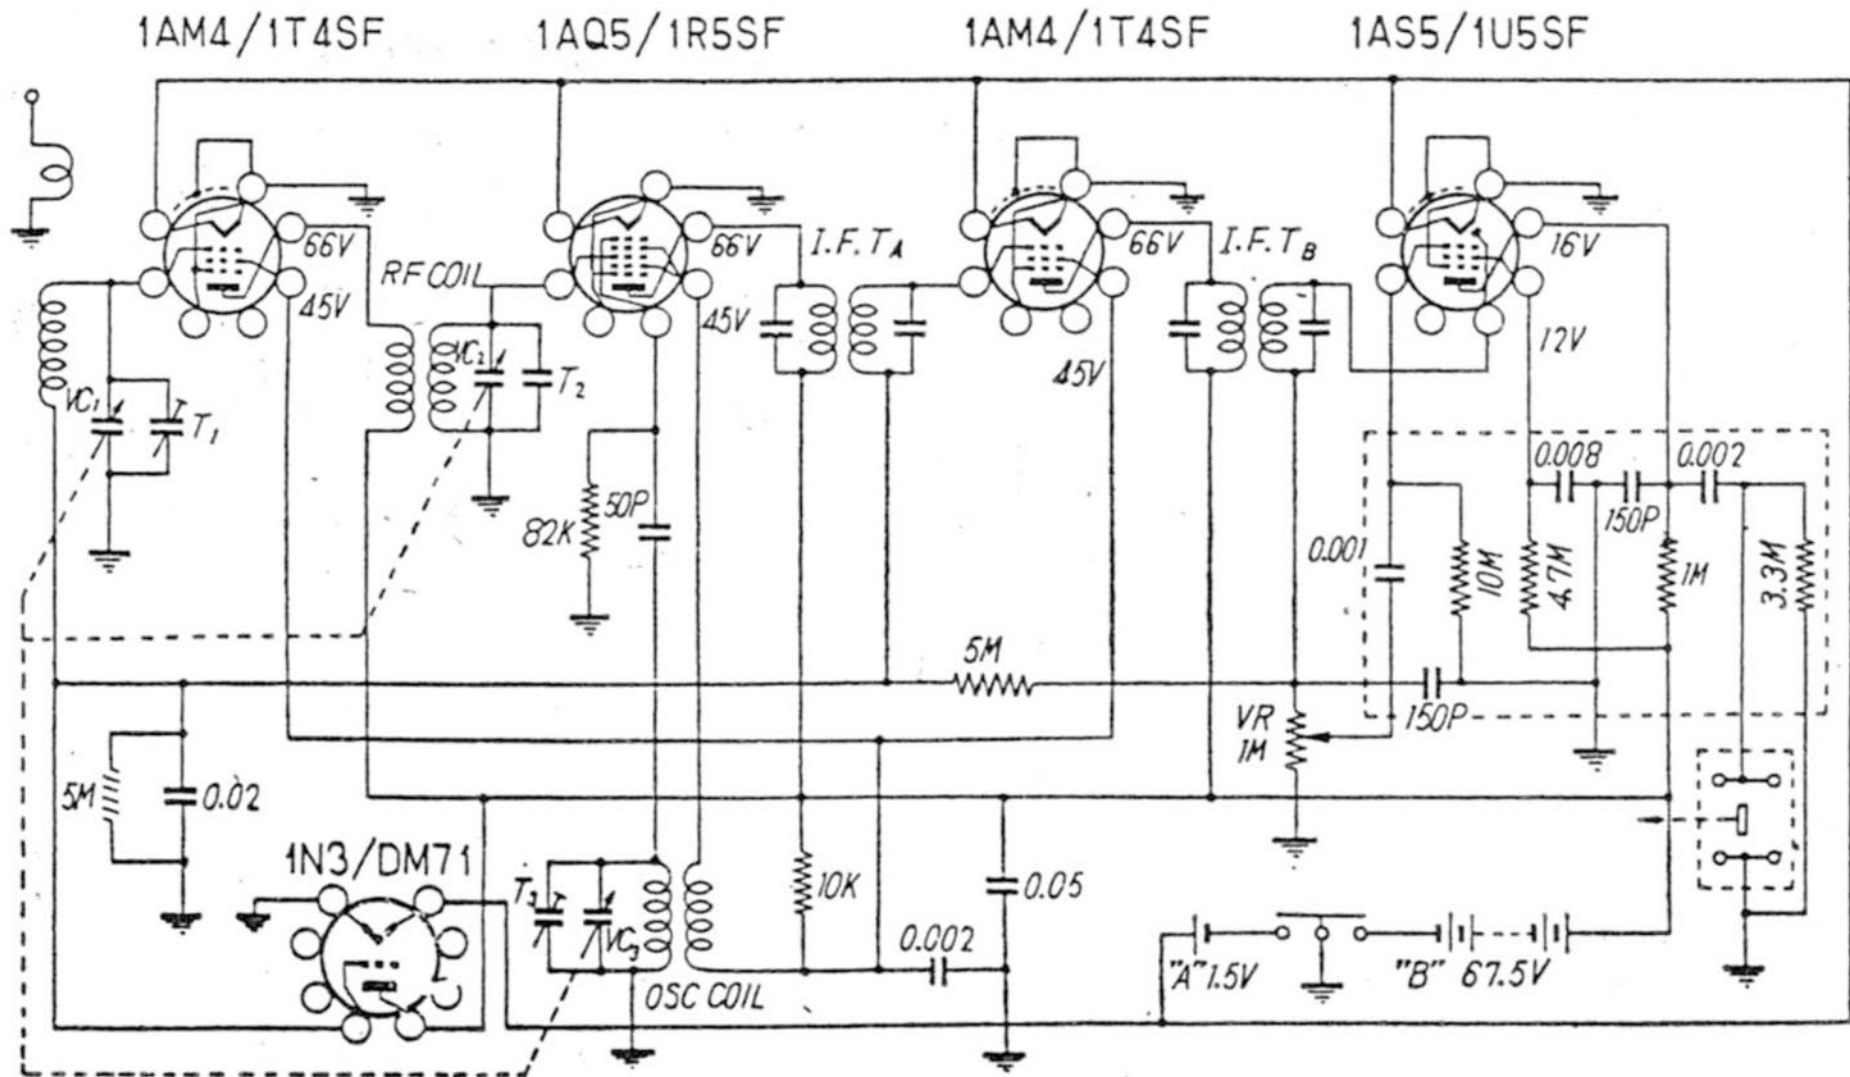 1AM4/1T4SF
1AQ5/1R5SF
1AM4/1T4SF
1AS5/1U5SF
66V
45V
RF COIL
66V
45V
I.F.T A
66V
45V
I.F.T B
16V
12V
VC1
T1
VC2
T2
82K
50P
0.008
0.002
150P
0.001
10M
4.7M
1M
3.3M
5M
150P
VR
1M
5M
0.02
1N3/DM71
T3
VC3
OSC COIL
10K
0.002
0.05
"A" 1.5V
"B" 67.5V